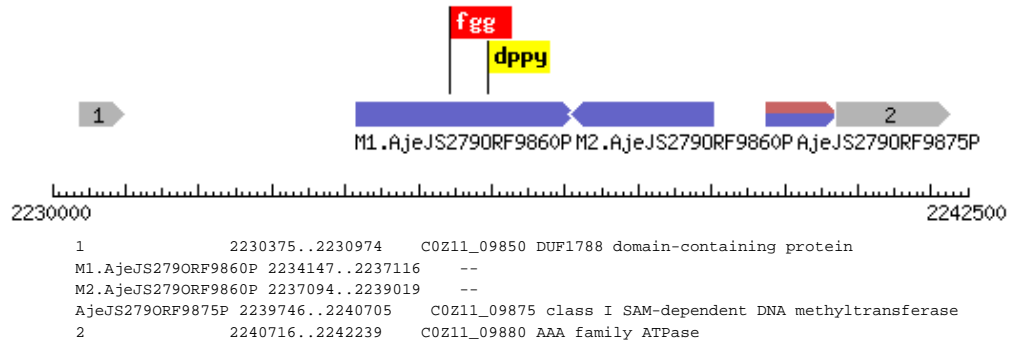 fgg
dppy
1 2
M1.AjeJS279ORF9860P M2.AjeJS279ORF9860P AjeJS279ORF9875P
2230000 2242500
1 2230375..2230974 C0Z11_09850 DUF1788 domain-containing protein
M1.AjeJS279ORF9860P 2234147..2237116 --
M2.AjeJS279ORF9860P 2237094..2239019 --
AjeJS279ORF9875P 2239746..2240705 C0Z11_09875 class I SAM-dependent DNA methyltransferase
2 2240716..2242239 C0Z11_09880 AAA family ATPase